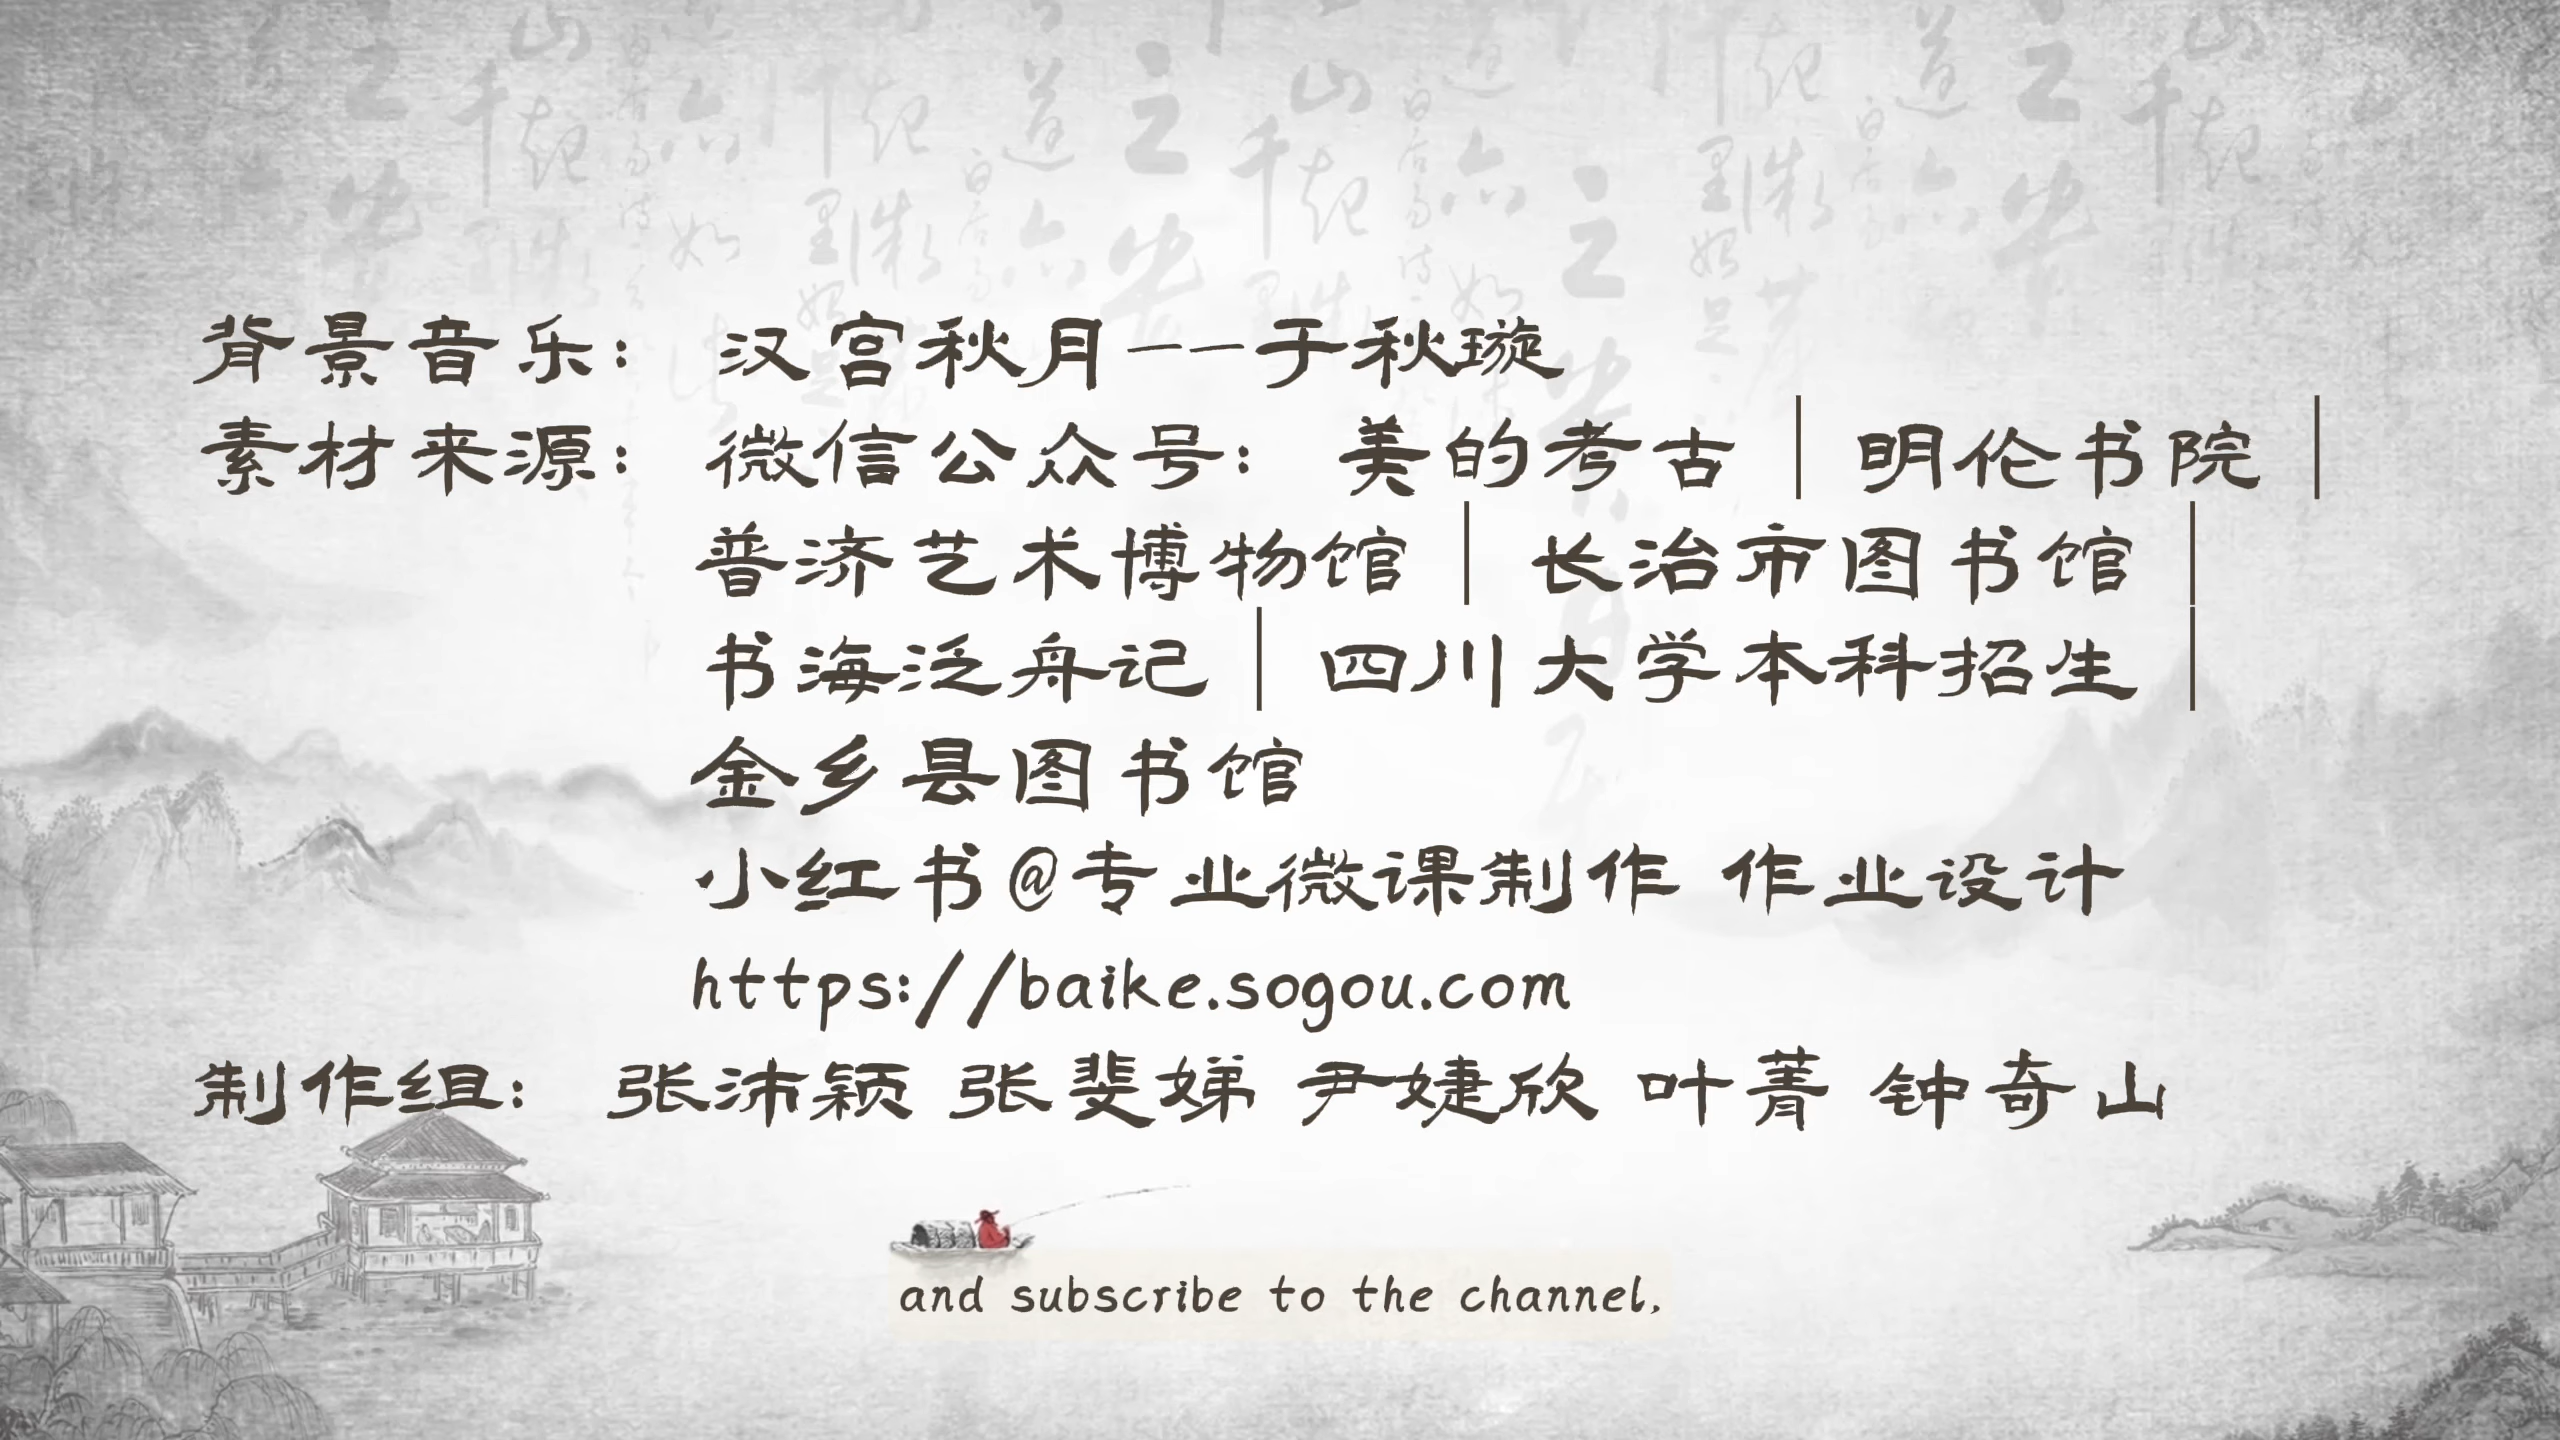 背景音乐： 汉宫秋月--于秋璇
素材来源： 微信公众号： 美的考古｜明伦书院｜
普济艺术博物馆｜长治市图书馆｜
书海泛舟记｜四川大学本科招生｜
金乡县图书馆
小红书@专业微课制作 作业设计
https://baike.sogou.com
制作组： 张沛颖 张斐娣 尹婕欣 叶菁 钟奇山
and subscribe to the channel,